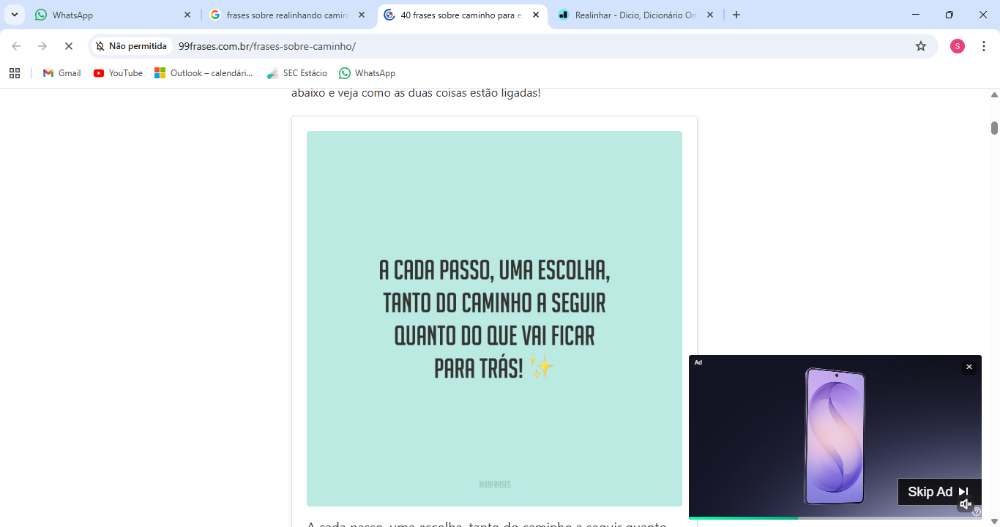 WhatsApp
frases sobre realinhando camin
40 frases sobre caminho para e
Realinhar - Dicio, Dicionário On
Não permitida
99frases.com.br/frases-sobre-caminho/
S
Gmail
YouTube
Outlook – calendári...
SEC Estácio
WhatsApp
abaixo e veja como as duas coisas estão ligadas!
A CADA PASSO, UMA ESCOLHA,
TANTO DO CAMINHO A SEGUIR
QUANTO DO QUE VAI FICAR
PARA TRÁS! ✨
@99FRASES
Ad
Skip Ad
A cada passo, uma escolha, tanto do caminho a seguir quanto